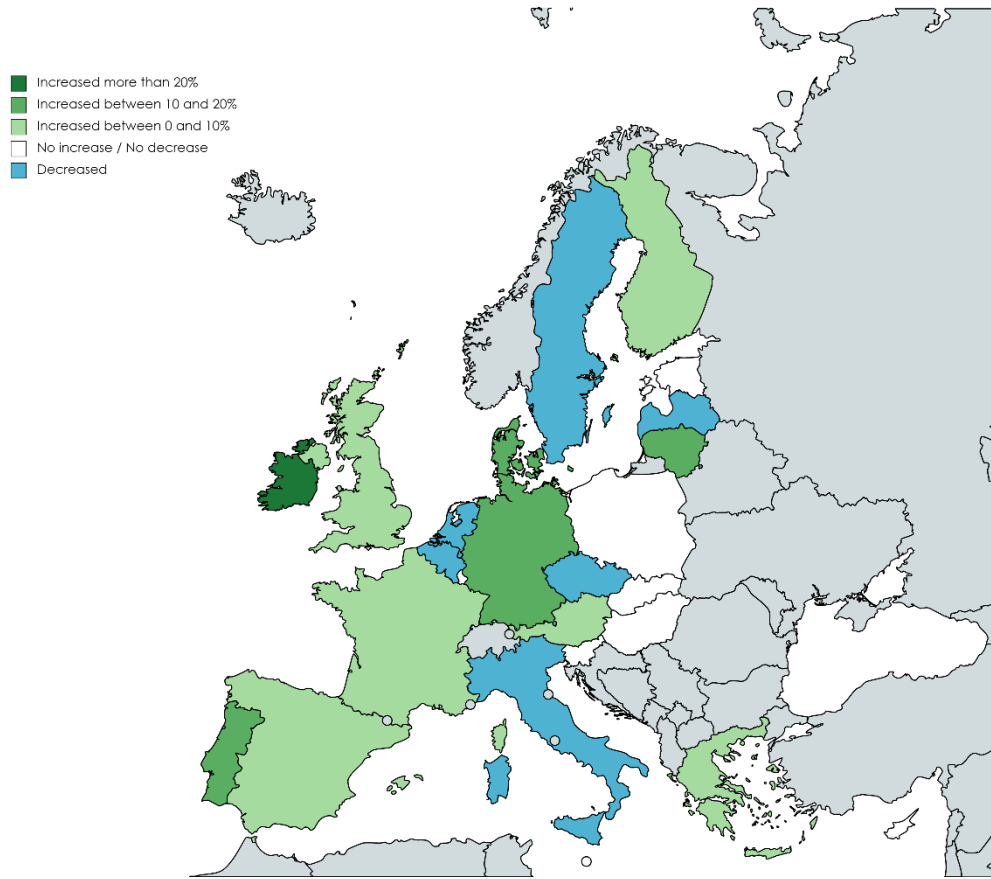 Increased more than 20%
Increased between 10 and 20%
Increased between 0 and 10%
No increase / No decrease
Decreased